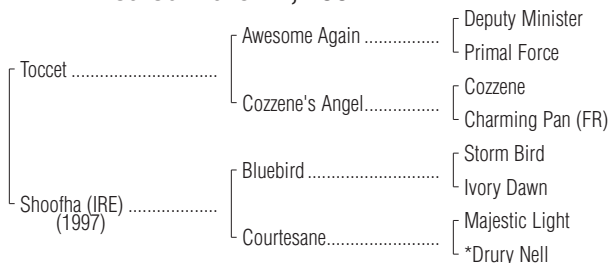 Deputy Minister
Awesome Again ................
Primal Force
Toccet ...............................
Cozzene
Cozzene's Angel................
Charming Pan (FR)
Storm Bird
Bluebird ............................
Ivory Dawn
Shoofha (IRE) ...................
(1997)
Majestic Light
Courtesane........................
*Drury Nell